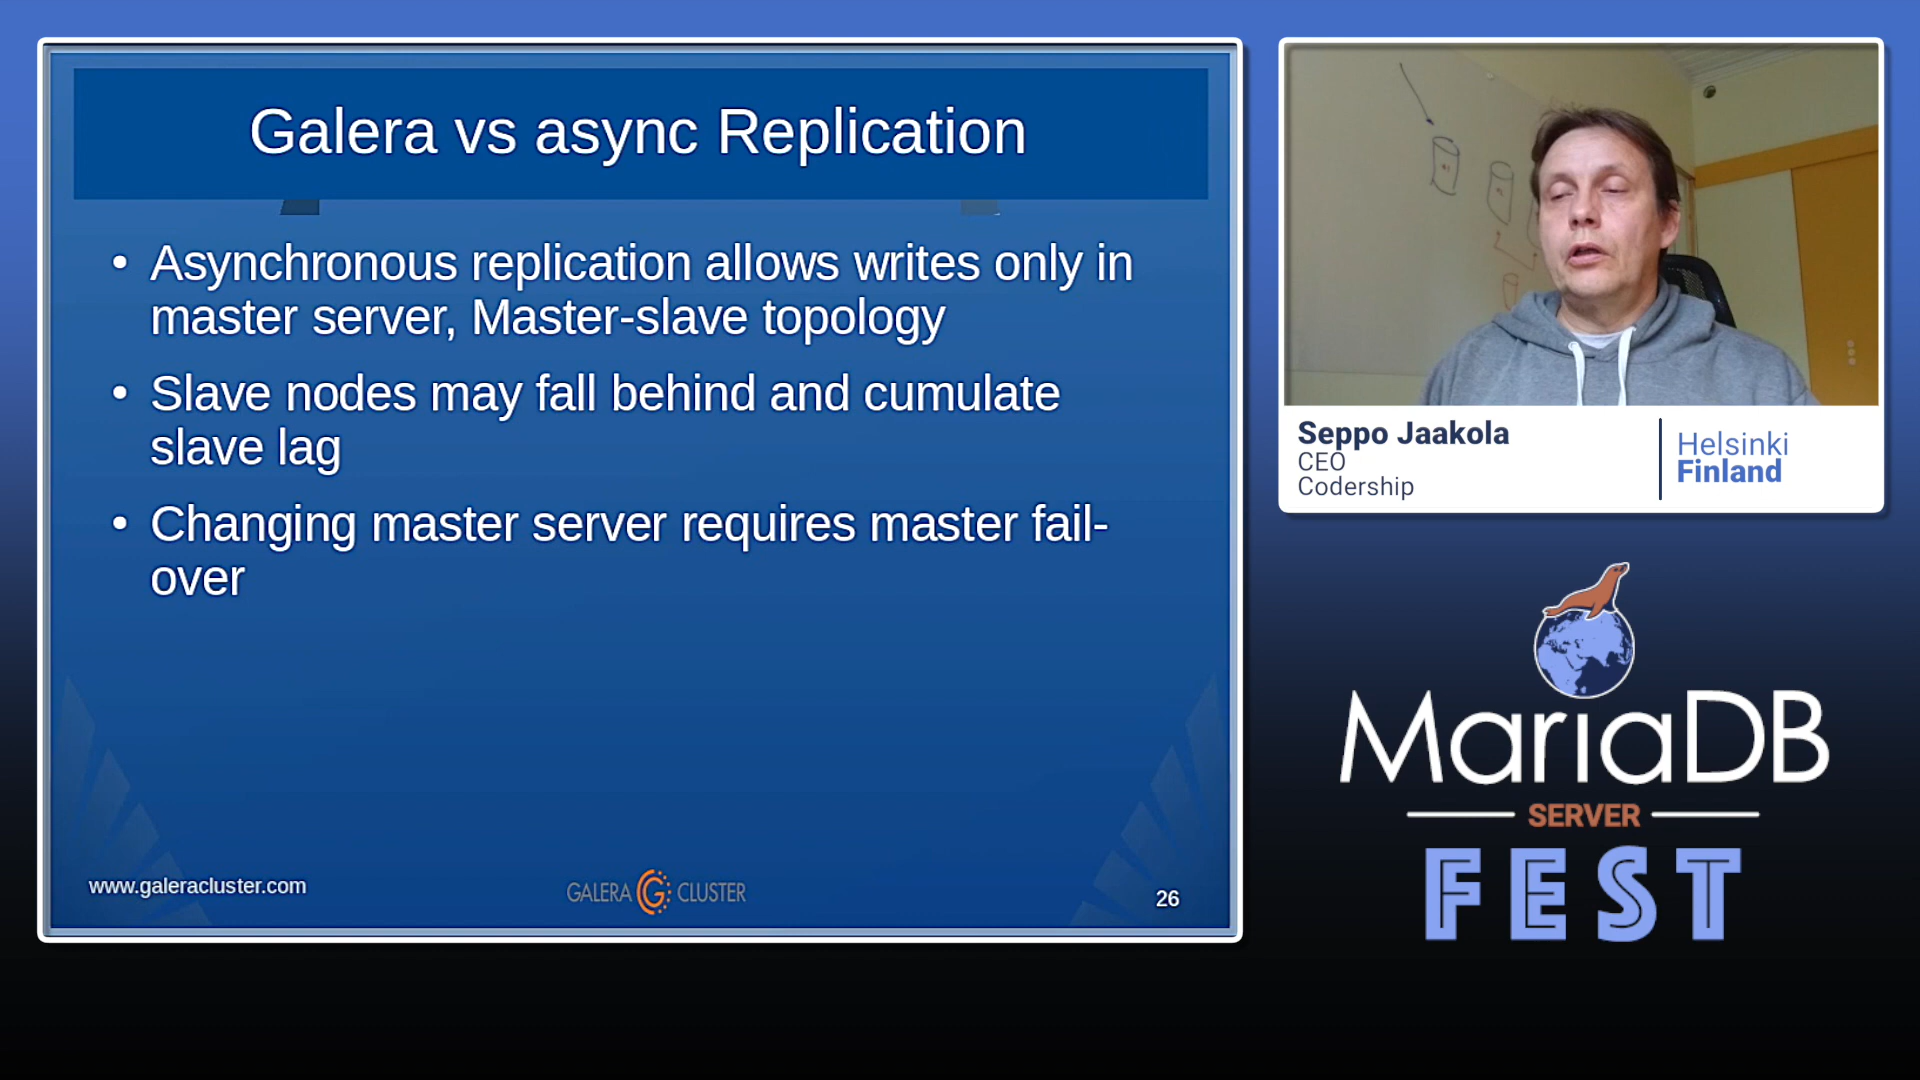 Galera vs async Replication
• Asynchronous replication allows writes only in
master server, Master-slave topology
• Slave nodes may fall behind and cumulate
slave lag
• Changing master server requires master fail-
over
www.galeracluster.com
GALERA CLUSTER
26
Seppo Jaakola
CEO
Codership
Helsinki
Finland
MariaDB
SERVER
FEST